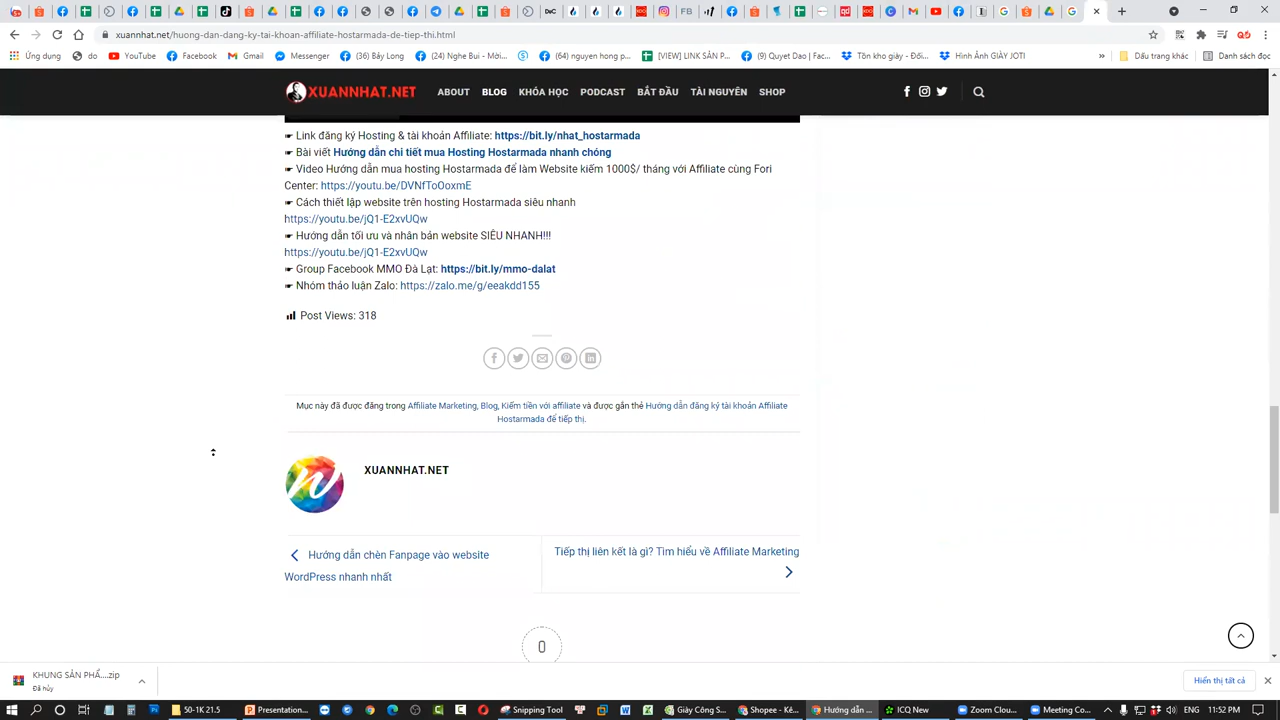 xuannhat.net/huong-dan-dang-ky-tai-khoan-affiliate-hostarmada-de-tiep-thi.html
Ứng dụng do YouTube Facebook Gmail Messenger (36) Bảy Long (24) Nghe Bui - Mời... (64) nguyen hong p... [VIEW] LINK SẢN P... (9) Quyet Dao | Fac... Tồn kho giày - Đối... Hình Ảnh GIÀY JOTI » Dấu trang khác Danh sách đọc
XUANNHAT.NET ABOUT BLOG KHÓA HỌC PODCAST BẮT ĐẦU TÀI NGUYÊN SHOP
☛ Link đăng ký Hosting & tài khoản Affiliate: https://bit.ly/nhat_hostarmada
☛ Bài viết Hướng dẫn chi tiết mua Hosting Hostarmada nhanh chóng
☛ Video Hướng dẫn mua hosting Hostarmada để làm Website kiếm 1000$/ tháng với Affiliate cùng Fori
Center: https://youtu.be/DVNfToOoxmE
☛ Cách thiết lập website trên hosting Hostarmada siêu nhanh
https://youtu.be/jQ1-E2xvUQw
☛ Hướng dẫn tối ưu và nhân bản website SIÊU NHANH!!!
https://youtu.be/jQ1-E2xvUQw
☛ Group Facebook MMO Đà Lạt: https://bit.ly/mmo-dalat
☛ Nhóm thảo luận Zalo: https://zalo.me/g/eeakdd155
Post Views: 318
Mục này đã được đăng trong Affiliate Marketing, Blog, Kiếm tiền với affiliate và được gắn thẻ Hướng dẫn đăng ký tài khoản Affiliate
Hostarmada để tiếp thị.
XUANNHAT.NET
Hướng dẫn chèn Fanpage vào website
WordPress nhanh nhất
Tiếp thị liên kết là gì? Tìm hiểu về Affiliate Marketing
0
KHUNG SẢN PHẨ....zip
Đã hủy
Hiển thị tất cả
50-1K 21.5 Presentation... Snipping Tool Giày Công S... Shopee - Kê... Hướng dẫn ... ICQ New Zoom Clou... Meeting Co... ENG 11:52 PM